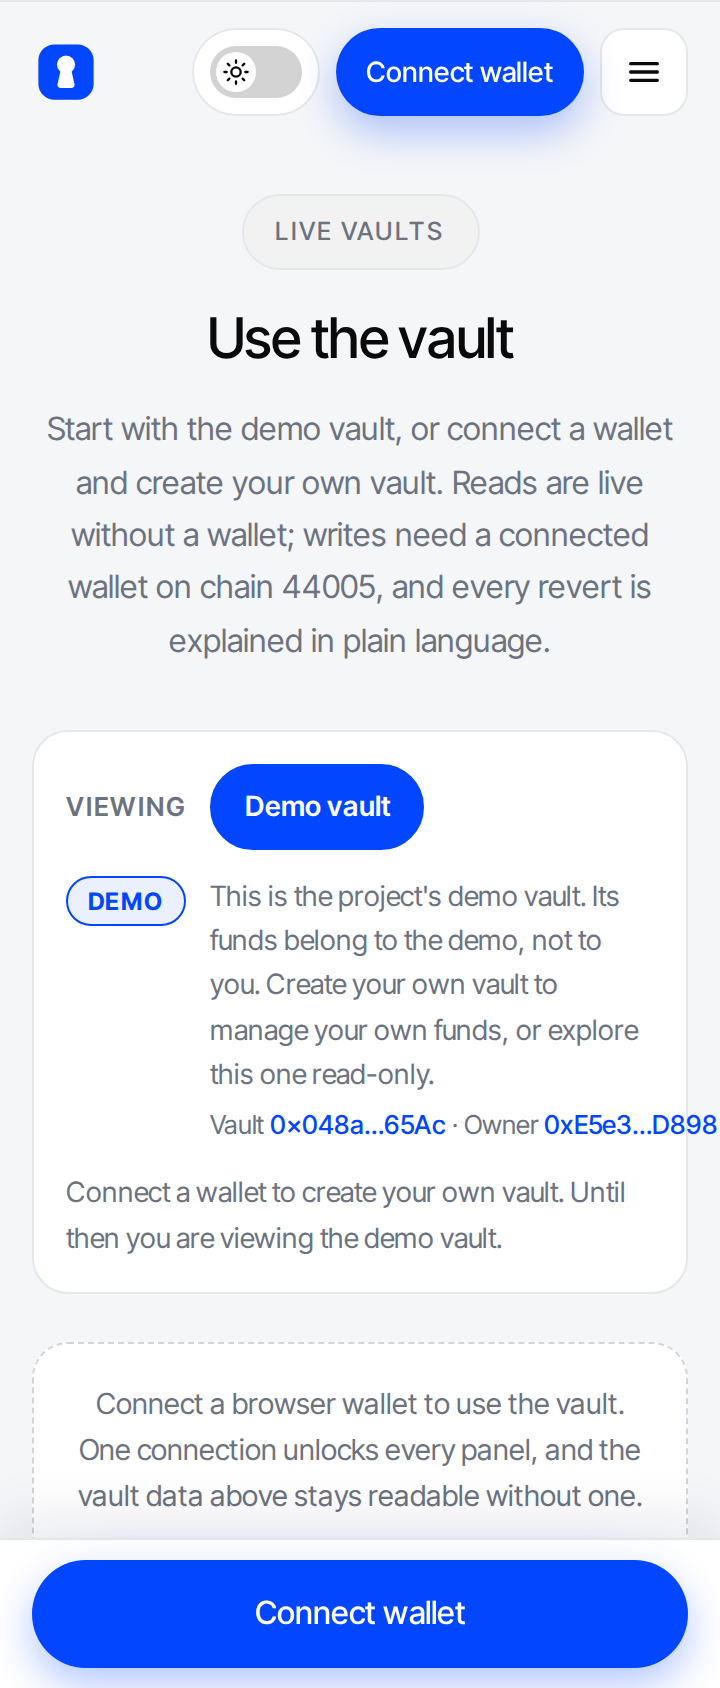 Connect wallet
LIVE VAULTS
Use the vault
Start with the demo vault, or connect a wallet
and create your own vault. Reads are live
without a wallet; writes need a connected
wallet on chain 44005, and every revert is
explained in plain language.
VIEWING Demo vault
DEMO
This is the project's demo vault. Its
funds belong to the demo, not to
you. Create your own vault to
manage your own funds, or explore
this one read-only.
Vault 0×048a...65Ac · Owner 0xE5e3...D898
Connect a wallet to create your own vault. Until
then you are viewing the demo vault.
Connect a browser wallet to use the vault.
One connection unlocks every panel, and the
vault data above stays readable without one.
Connect wallet